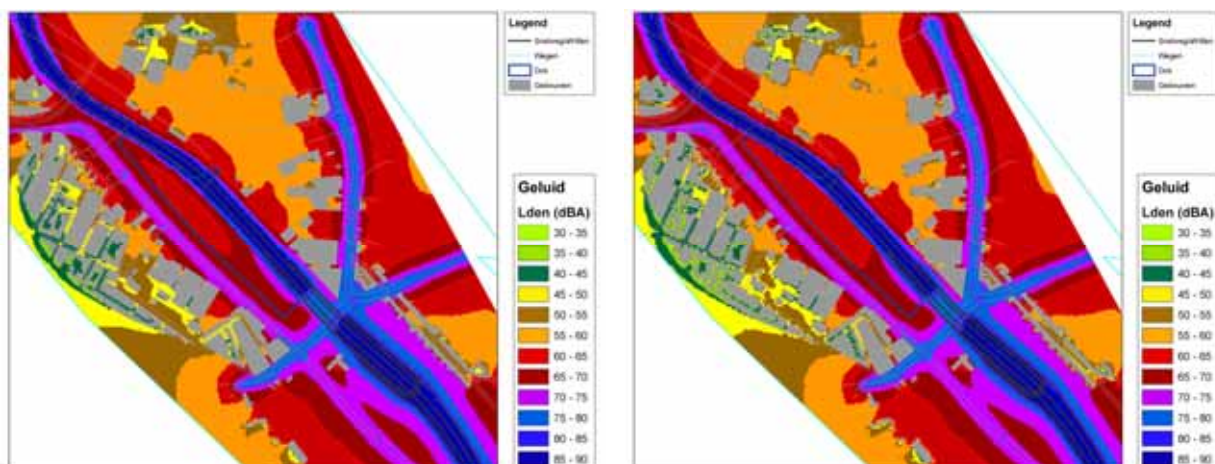 Legend
Wegen
Geluid
Lden (dBA)
30 - 35
35 - 40
40 - 45
45 - 50
50 - 55
55 - 60
60 - 65
65 - 70
70 - 75
75 - 80
80 - 85
85 - 90
Legend
Wegen
Geluid
Lden (dBA)
30 - 35
35 - 40
40 - 45
45 - 50
50 - 55
55 - 60
60 - 65
65 - 70
70 - 75
75 - 80
80 - 85
85 - 90